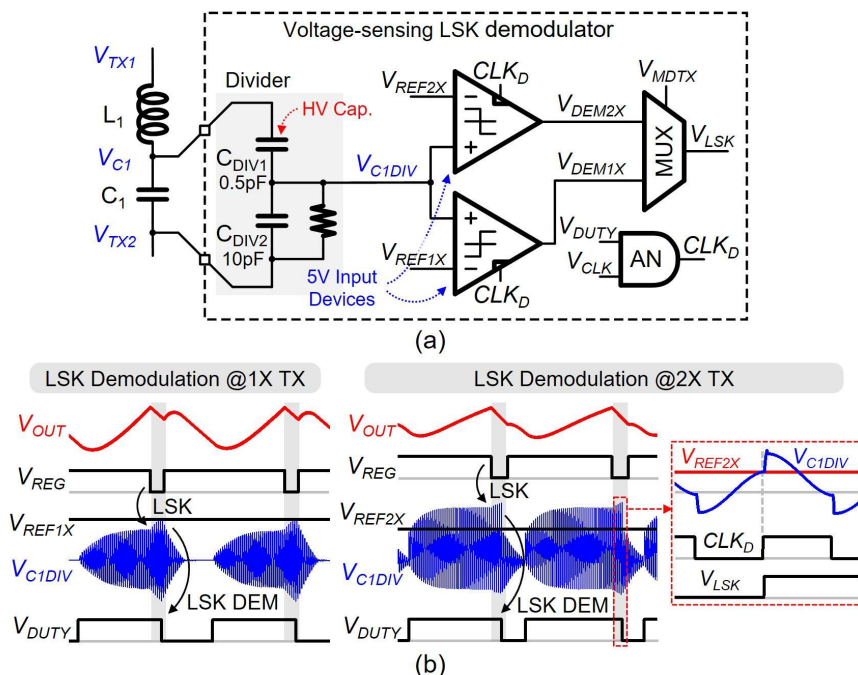 Voltage-sensing LSK demodulator
VTX1
L1
VC1
C1
VTX2
Divider
HV Cap.
CDIV1
0.5pF
CDIV2
10pF
VC1DIV
VREF2X
CLKD
VDEM2X
VMDTX
MUX
VLSK
VDEM1X
VREF1X
CLKD
5V Input
Devices
VDUTY
VCLK
AN
CLKD
(a)
LSK Demodulation @1X TX
VOUT
VREG
LSK
VREF1X
VC1DIV
LSK DEM
VDUTY
LSK Demodulation @2X TX
VOUT
VREG
LSK
VREF2X
VC1DIV
LSK DEM
VDUTY
VREF2X
VC1DIV
CLKD
VLSK
(b)